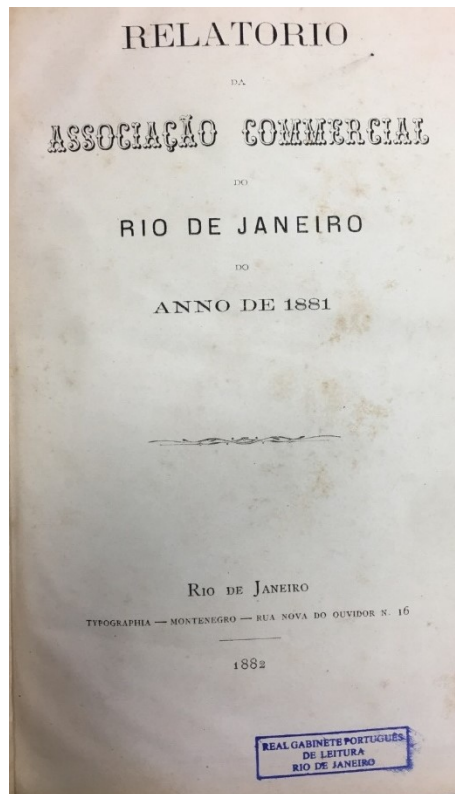 RELATORIO
DA
ASSOCIAÇÃO COMMERCIAL
DO
RIO DE JANEIRO
DO
ANNO DE 1881
RIO DE JANEIRO
TYPOGRAPHIA — MONTENEGRO — RUA NOVA DO OUVIDOR N. 16
1882
REAL GABINETE PORTUGUÊS
DE LEITURA
RIO DE JANEIRO